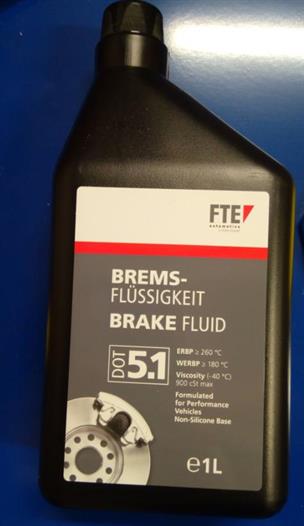 FTE
automotive
BREMS-
FLÜSSIGKEIT
BRAKE FLUID
DOT 5.1
ERBP ≥ 260 °C
WERBP ≥ 180 °C
Viscosity (-40 °C)
900 cSt max
Formulated
for Performance
Vehicles
Non-Silicone Base
℮1L